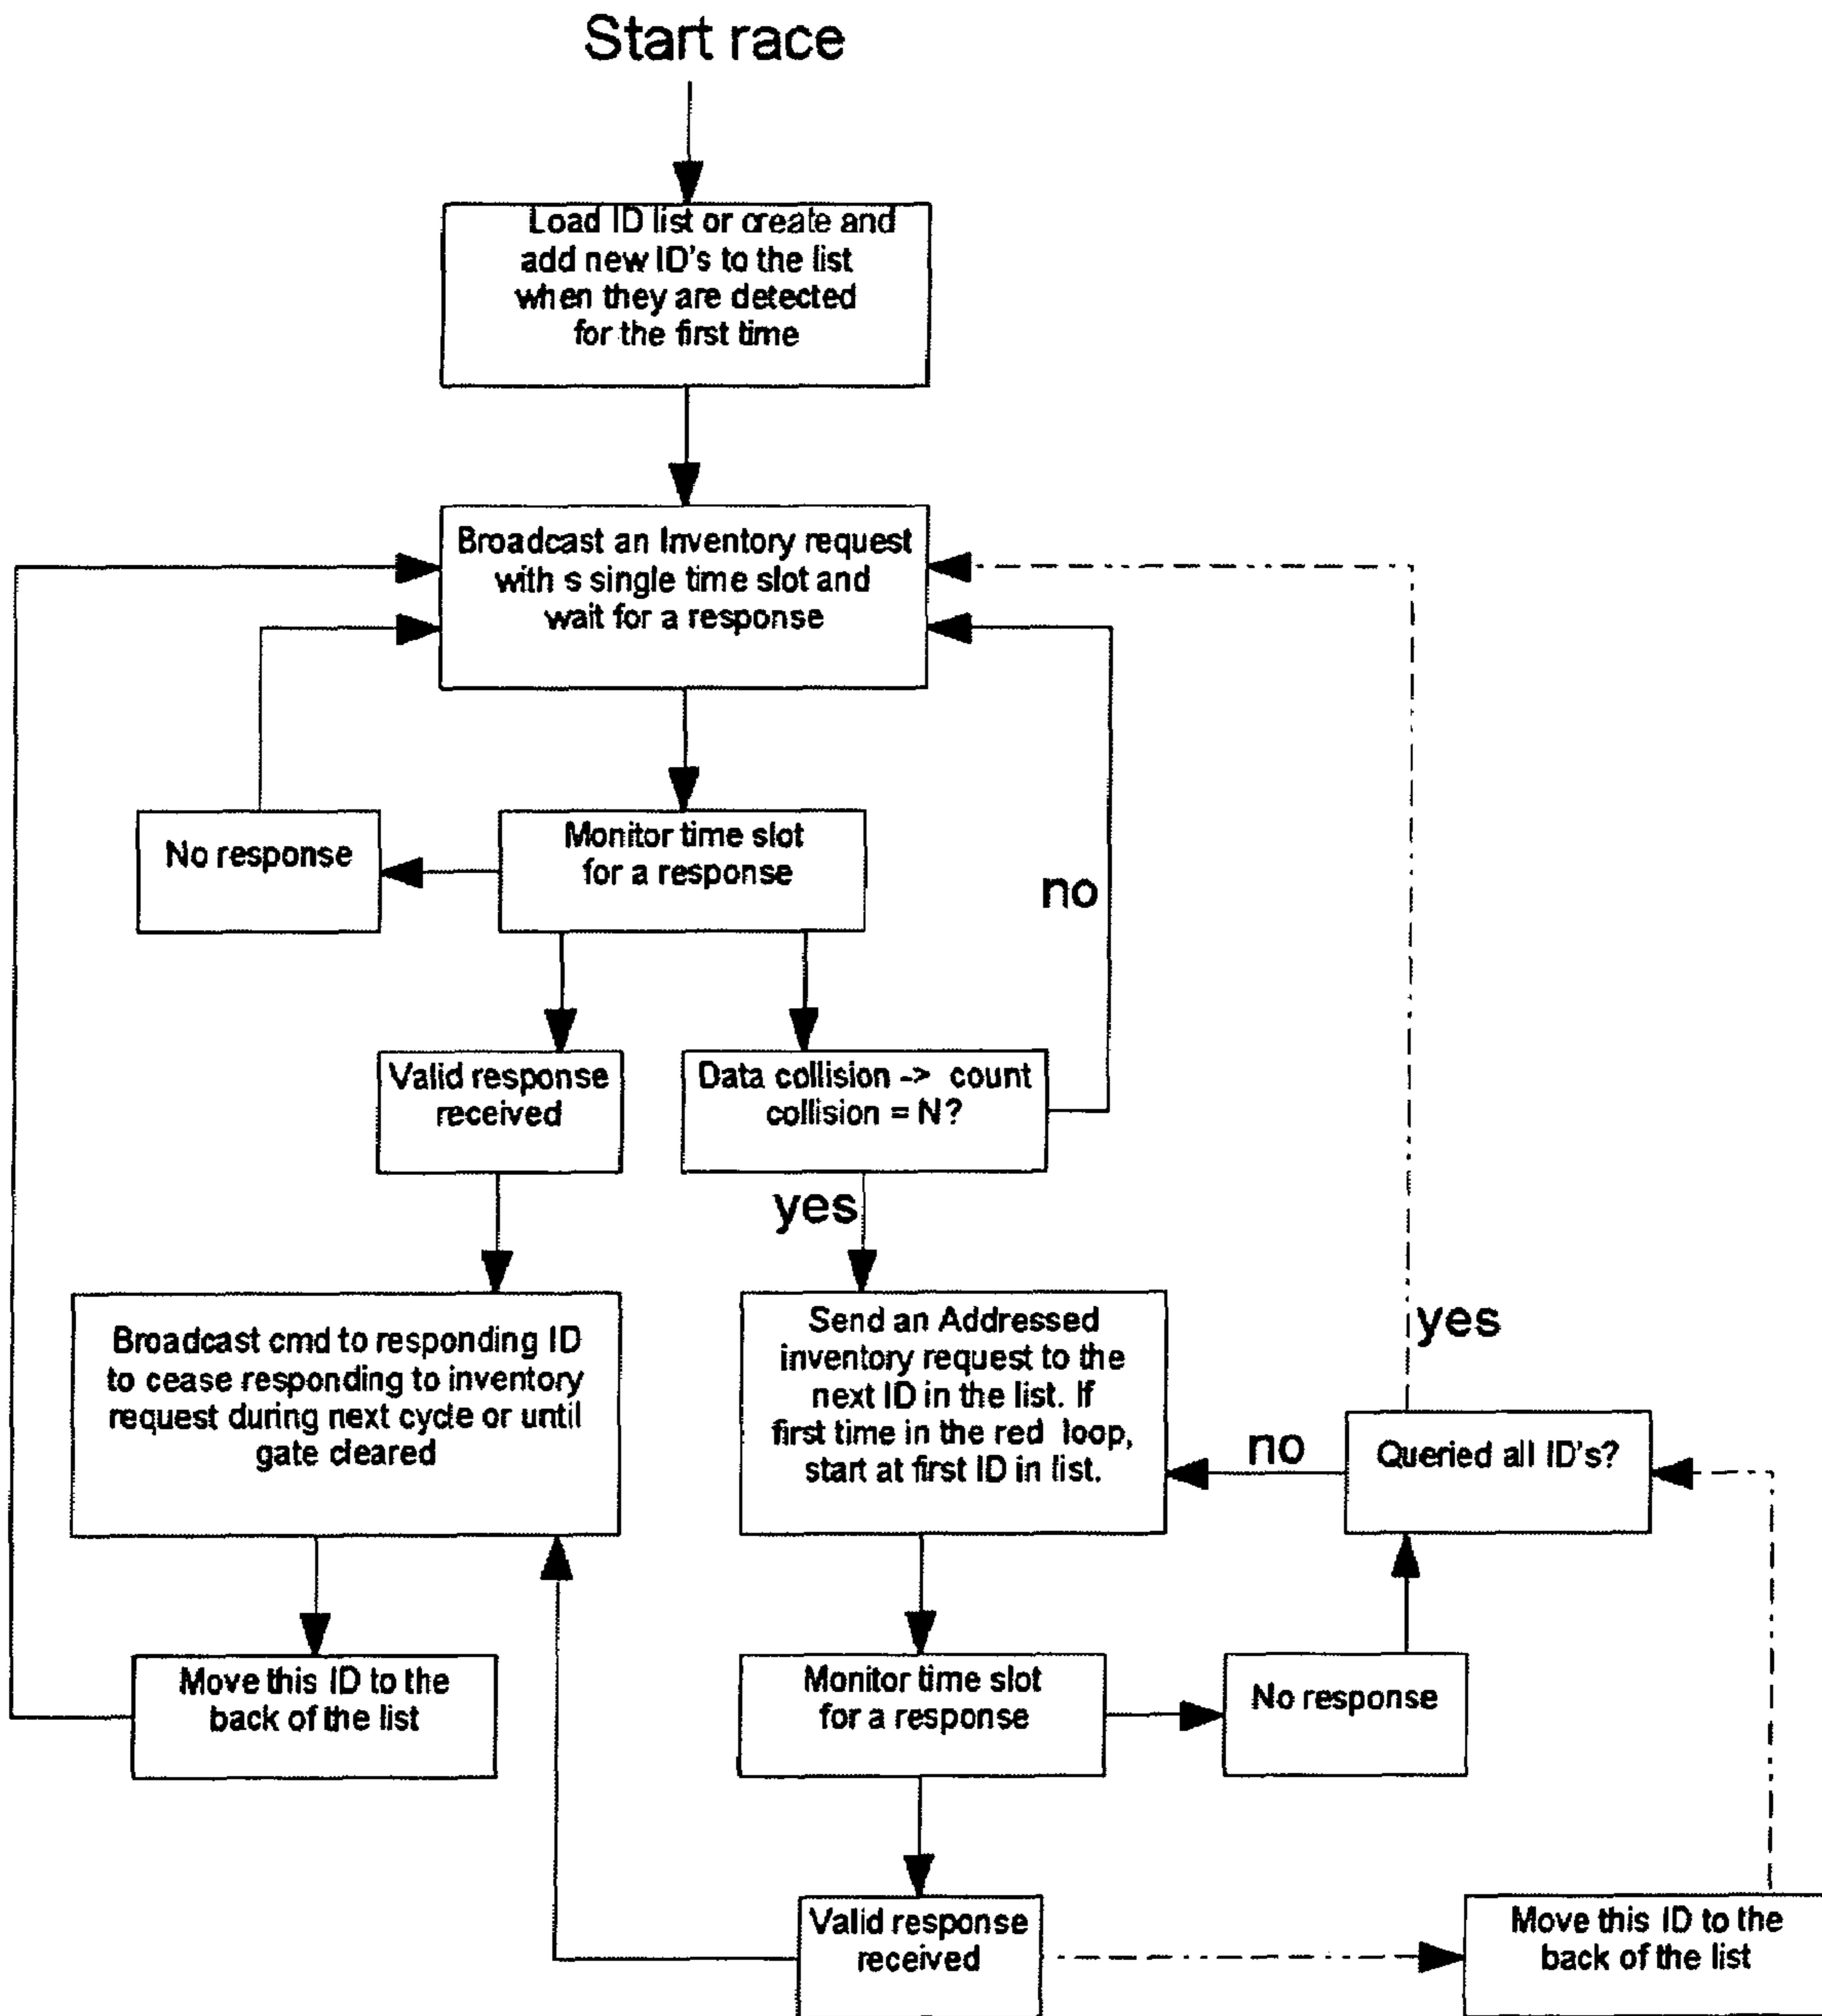 Start race
Load ID list or create and
add new ID's to the list
when they are detected
for the first time
Broadcast an Inventory request
with s single time slot and
wait for a response
No response
Monitor time slot
for a response
no
Valid response
received
Data collision -> count
collision = N?
yes
Broadcast cmd to responding ID
to cease responding to inventory
request during next cycle or until
gate cleared
Send an Addressed
inventory request to the
next ID in the list. If
first time in the red loop,
start at first ID in list.
no
Queried all ID's?
yes
Move this ID to the
back of the list
Monitor time slot
for a response
No response
Valid response
received
Move this ID to the
back of the list